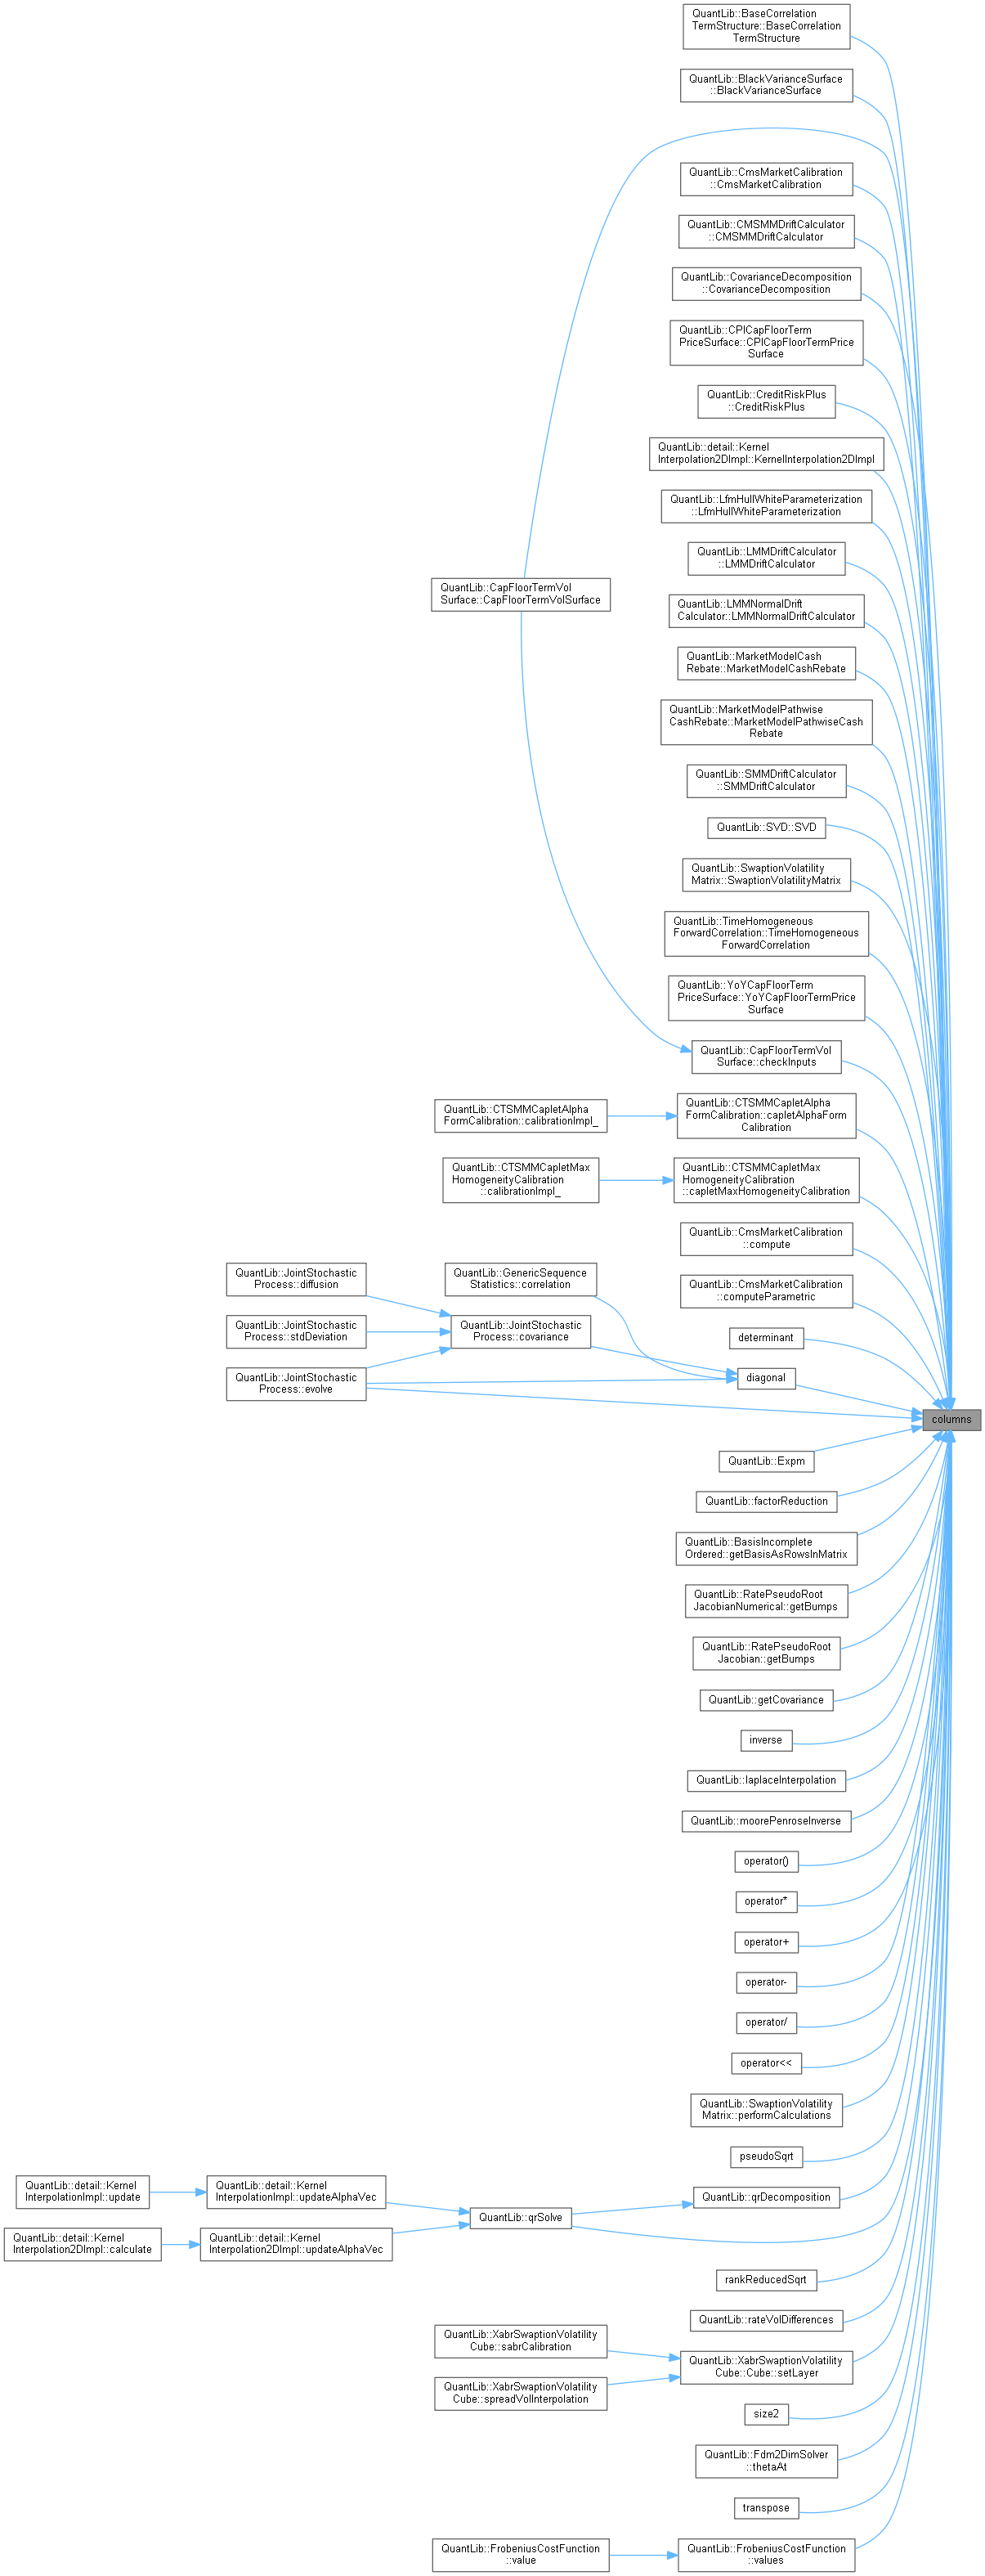 QuantLib::BaseCorrelation
TermStructure::BaseCorrelation
TermStructure
QuantLib::BlackVarianceSurface
::BlackVarianceSurface
QuantLib::CmsMarketCalibration
::CmsMarketCalibration
QuantLib::CMSMMDriftCalculator
::CMSMMDriftCalculator
QuantLib::CovarianceDecomposition
::CovarianceDecomposition
QuantLib::CPICapFloorTerm
PriceSurface::CPICapFloorTermPrice
Surface
QuantLib::CreditRiskPlus
::CreditRiskPlus
QuantLib::detail::Kernel
Interpolation2DImpl::KernelInterpolation2DImpl
QuantLib::LfmHullWhiteParameterization
::LfmHullWhiteParameterization
QuantLib::LMMDriftCalculator
::LMMDriftCalculator
QuantLib::CapFloorTermVol
Surface::CapFloorTermVolSurface
QuantLib::LMMNormalDrift
Calculator::LMMNormalDriftCalculator
QuantLib::MarketModelCash
Rebate::MarketModelCashRebate
QuantLib::MarketModelPathwise
CashRebate::MarketModelPathwiseCash
Rebate
QuantLib::SMMDriftCalculator
::SMMDriftCalculator
QuantLib::SVD::SVD
QuantLib::SwaptionVolatility
Matrix::SwaptionVolatilityMatrix
QuantLib::TimeHomogeneous
ForwardCorrelation::TimeHomogeneous
ForwardCorrelation
QuantLib::YoYCapFloorTerm
PriceSurface::YoYCapFloorTermPrice
Surface
QuantLib::CapFloorTermVol
Surface::checkInputs
QuantLib::CTSMMCapletAlpha
FormCalibration::calibrationImpl_
QuantLib::CTSMMCapletAlpha
FormCalibration::capletAlphaForm
Calibration
QuantLib::CTSMMCapletMax
HomogeneityCalibration
::calibrationImpl_
QuantLib::CTSMMCapletMax
HomogeneityCalibration
::capletMaxHomogeneityCalibration
QuantLib::CmsMarketCalibration
::compute
QuantLib::JointStochastic
Process::diffusion
QuantLib::GenericSequence
Statistics::correlation
QuantLib::CmsMarketCalibration
::computeParametric
QuantLib::JointStochastic
Process::stdDeviation
QuantLib::JointStochastic
Process::covariance
determinant
QuantLib::JointStochastic
Process::evolve
diagonal
columns
QuantLib::Expm
QuantLib::factorReduction
QuantLib::BasisIncomplete
Ordered::getBasisAsRowsInMatrix
QuantLib::RatePseudoRoot
JacobianNumerical::getBumps
QuantLib::RatePseudoRoot
Jacobian::getBumps
QuantLib::getCovariance
inverse
QuantLib::laplaceInterpolation
QuantLib::moorePenroseInverse
operator()
operator*
operator+
operator-
operator/
operator<<
QuantLib::SwaptionVolatility
Matrix::performCalculations
pseudoSqrt
QuantLib::detail::Kernel
InterpolationImpl::update
QuantLib::detail::Kernel
InterpolationImpl::updateAlphaVec
QuantLib::qrDecomposition
QuantLib::qrSolve
QuantLib::detail::Kernel
Interpolation2DImpl::calculate
QuantLib::detail::Kernel
Interpolation2DImpl::updateAlphaVec
rankReducedSqrt
QuantLib::rateVolDifferences
QuantLib::XabrSwaptionVolatility
Cube::sabrCalibration
QuantLib::XabrSwaptionVolatility
Cube::Cube::setLayer
QuantLib::XabrSwaptionVolatility
Cube::spreadVolInterpolation
size2
QuantLib::Fdm2DimSolver
::thetaAt
transpose
QuantLib::FrobeniusCostFunction
::value
QuantLib::FrobeniusCostFunction
::values